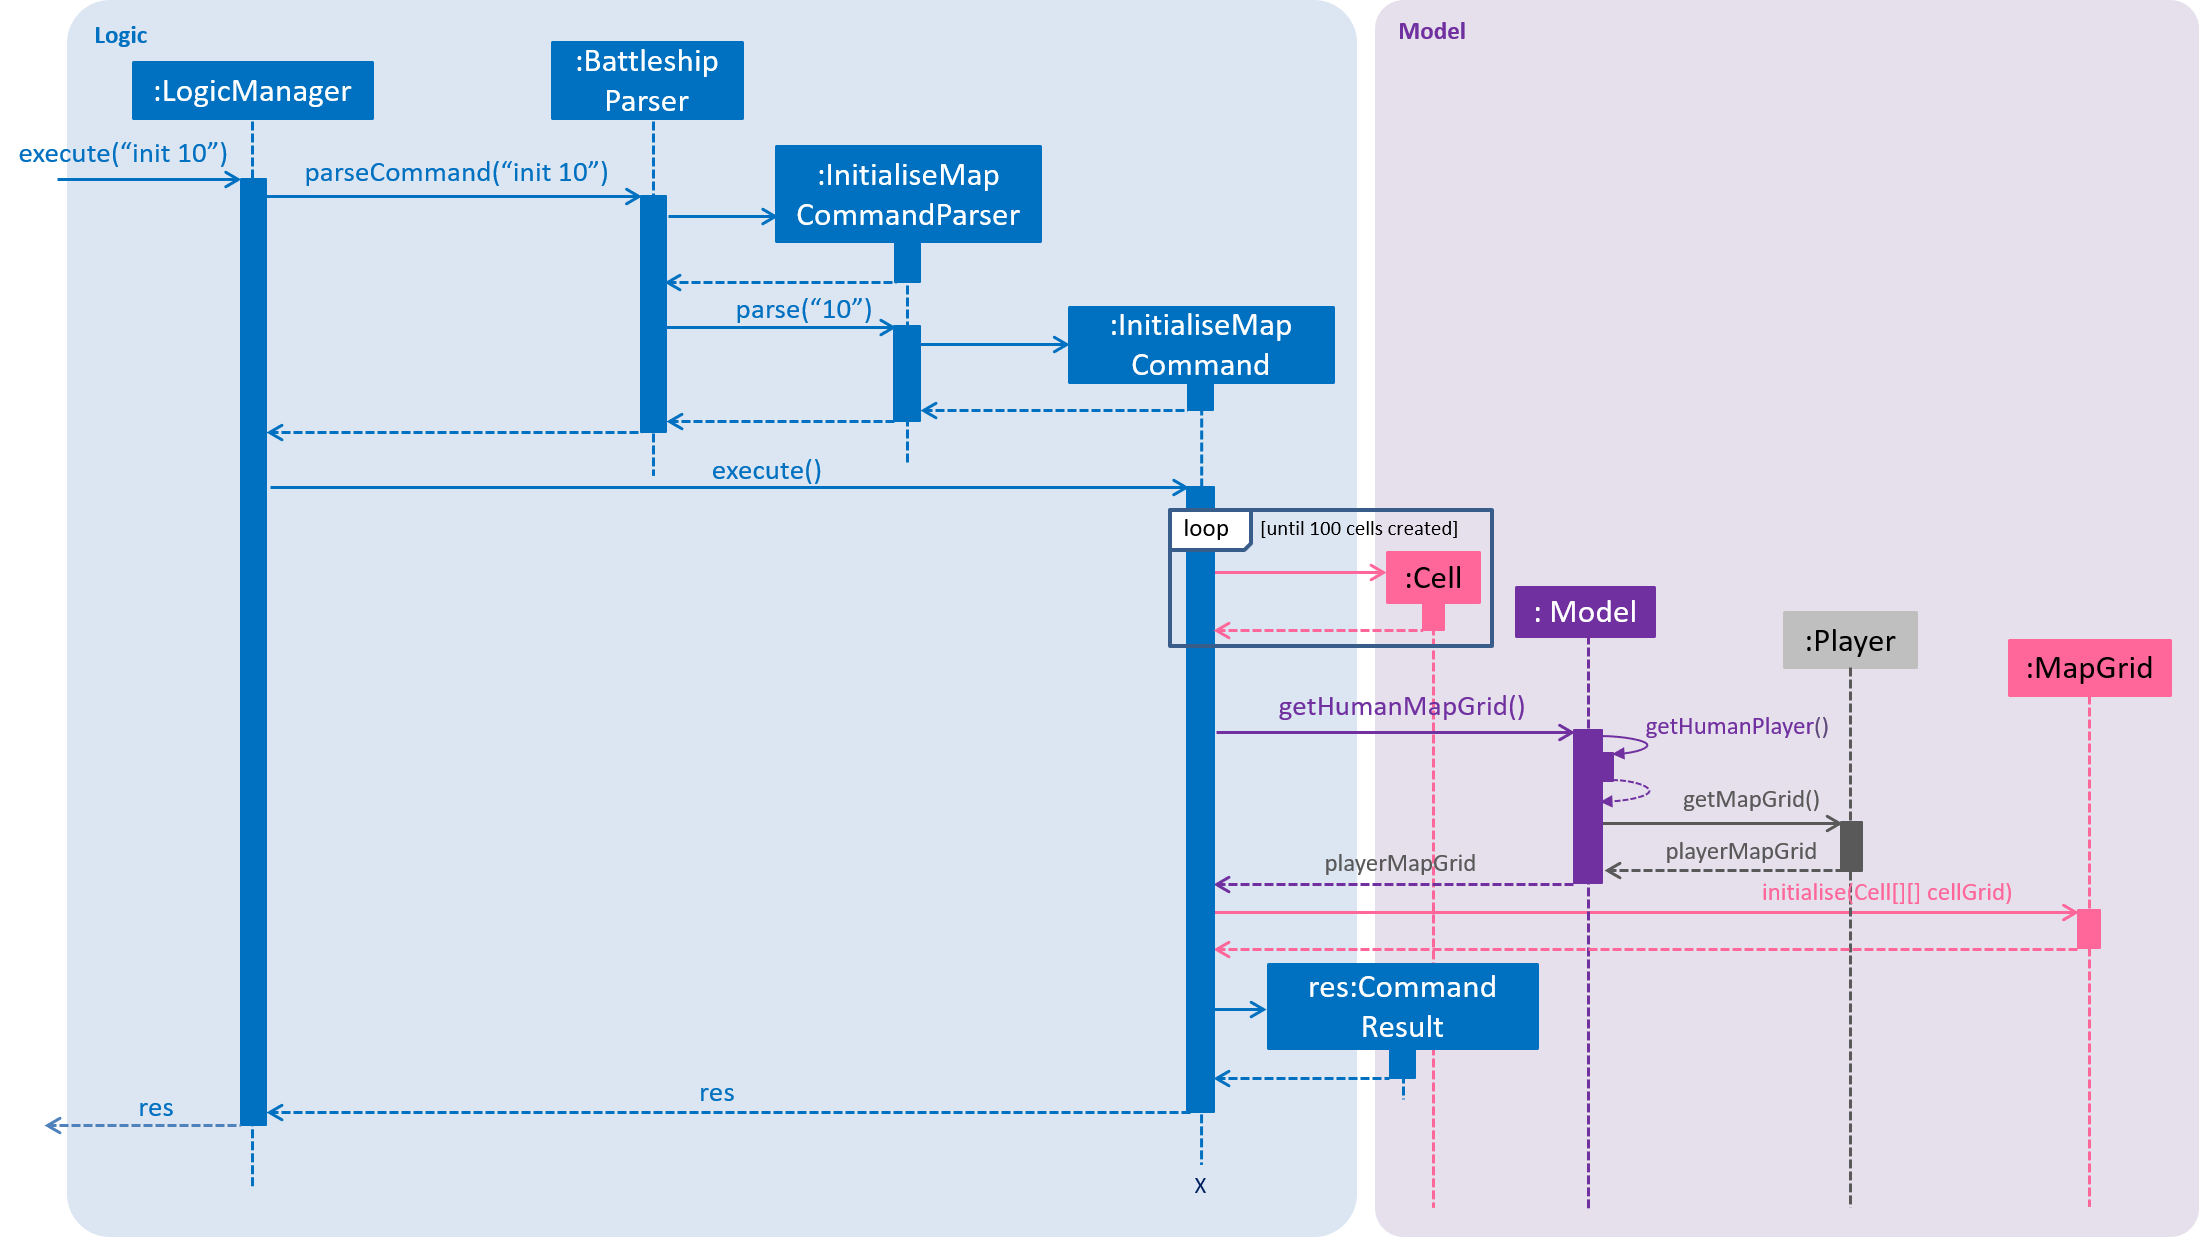 Logic
Model
:LogicManager
:Battleship
Parser
execute(“init 10”)
parseCommand(“init 10”)
:InitialiseMap
CommandParser
parse(“10”)
:InitialiseMap
Command
execute()
loop
[until 100 cells created]
:Cell
: Model
:Player
:MapGrid
getHumanMapGrid()
getHumanPlayer()
getMapGrid()
playerMapGrid
playerMapGrid
initialise(Cell[][] cellGrid)
res:Command
Result
res
res
X